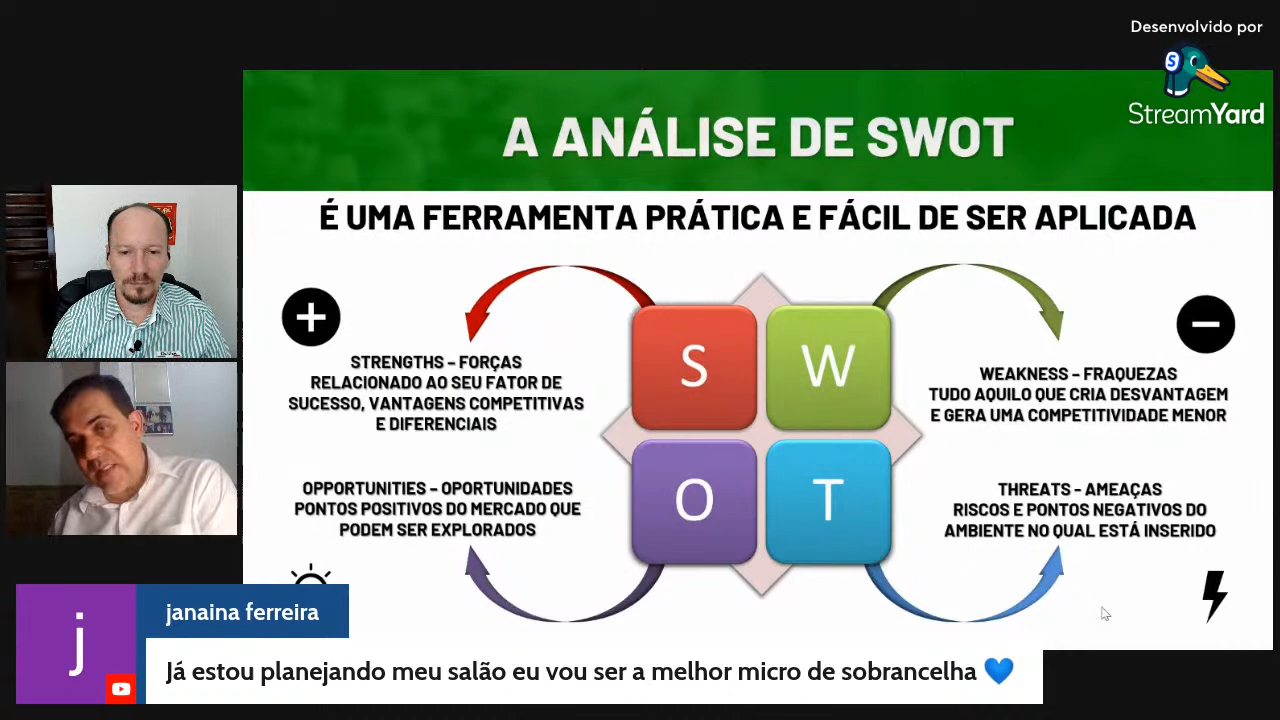 Desenvolvido por
S
StreamYard
A ANÁLISE DE SWOT
É UMA FERRAMENTA PRÁTICA E FÁCIL DE SER APLICADA
STRENGTHS – FORÇAS
RELACIONADO AO SEU FATOR DE
SUCESSO, VANTAGENS COMPETITIVAS
E DIFERENCIAIS
S
W
WEAKNESS – FRAQUEZAS
TUDO AQUILO QUE CRIA DESVANTAGEM
E GERA UMA COMPETITIVIDADE MENOR
OPPORTUNITIES – OPORTUNIDADES
PONTOS POSITIVOS DO MERCADO QUE
PODEM SER EXPLORADOS
O
T
THREATS - AMEAÇAS
RISCOS E PONTOS NEGATIVOS DO
AMBIENTE NO QUAL ESTÁ INSERIDO
j
janaina ferreira
Já estou planejando meu salão eu vou ser a melhor micro de sobrancelha 💙